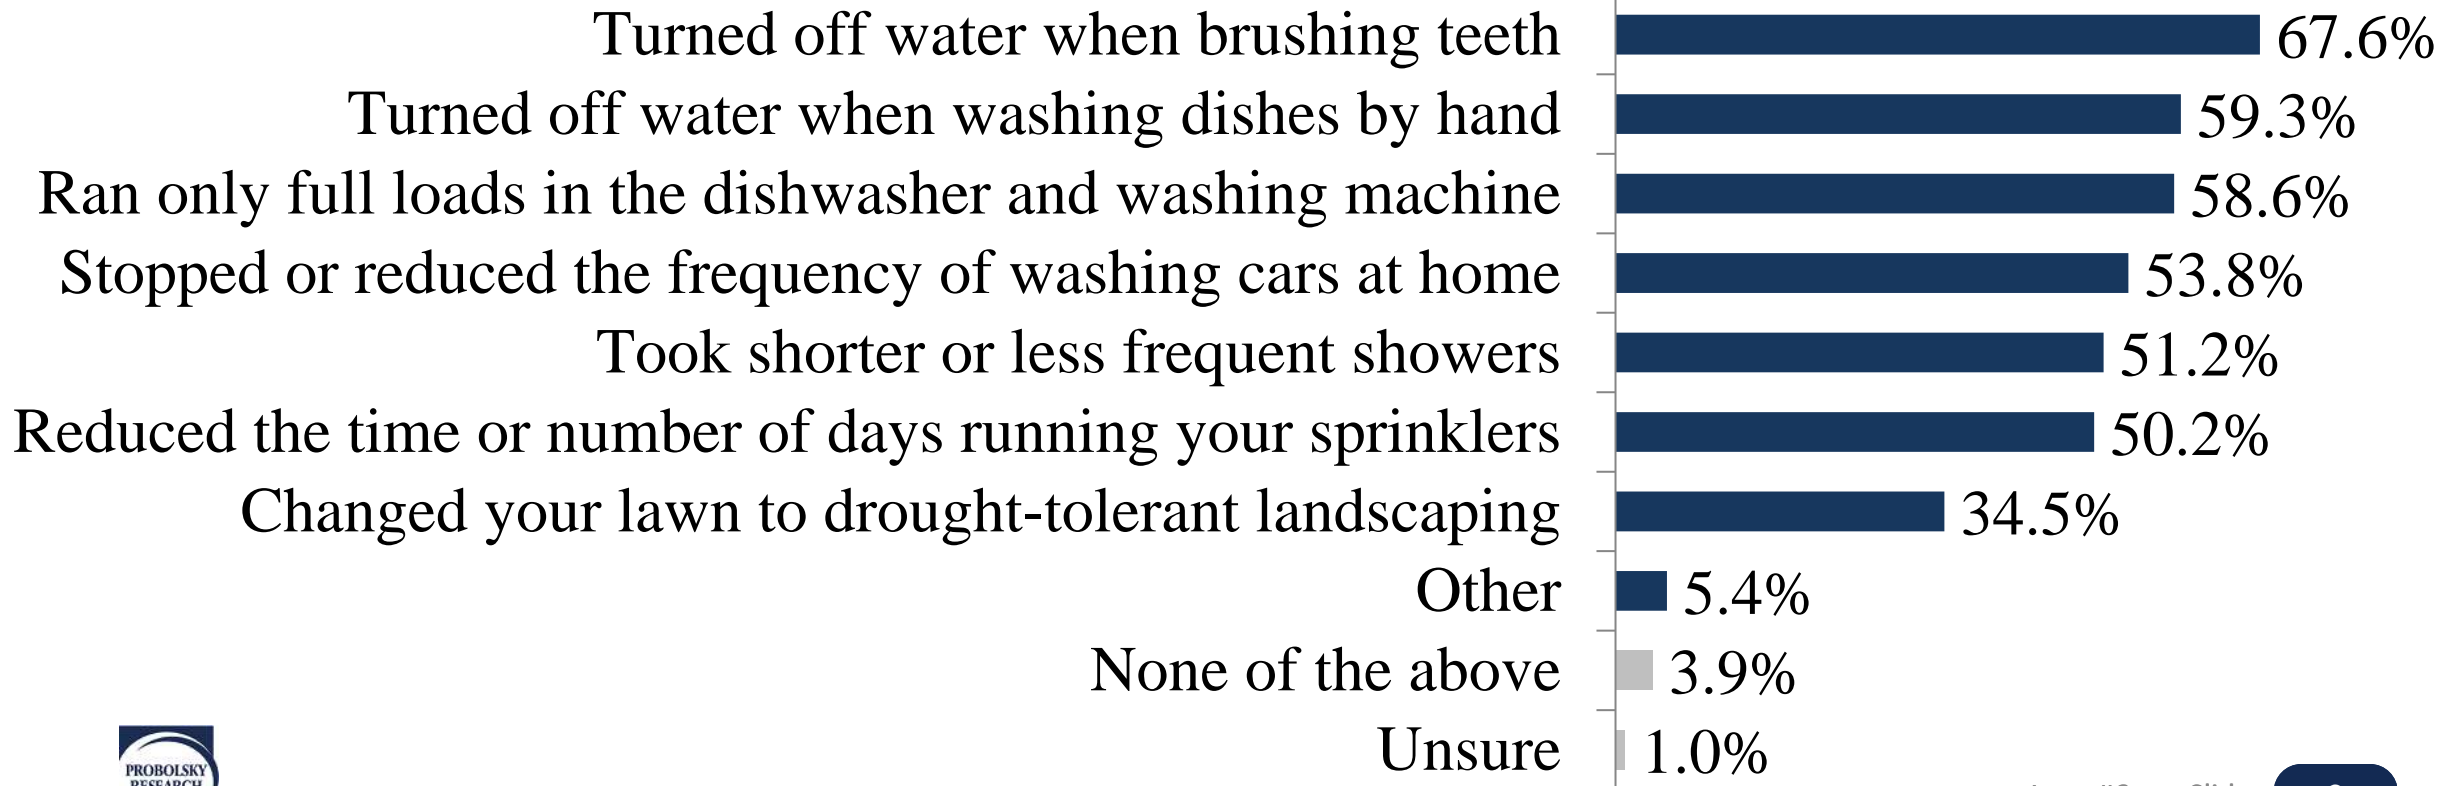 Turned off water when brushing teeth 67.6%
Turned off water when washing dishes by hand 59.3%
Ran only full loads in the dishwasher and washing machine 58.6%
Stopped or reduced the frequency of washing cars at home 53.8%
Took shorter or less frequent showers 51.2%
Reduced the time or number of days running your sprinklers 50.2%
Changed your lawn to drought-tolerant landscaping 34.5%
Other 5.4%
None of the above 3.9%
Unsure 1.0%
PROBOLSKY
RESEARCH